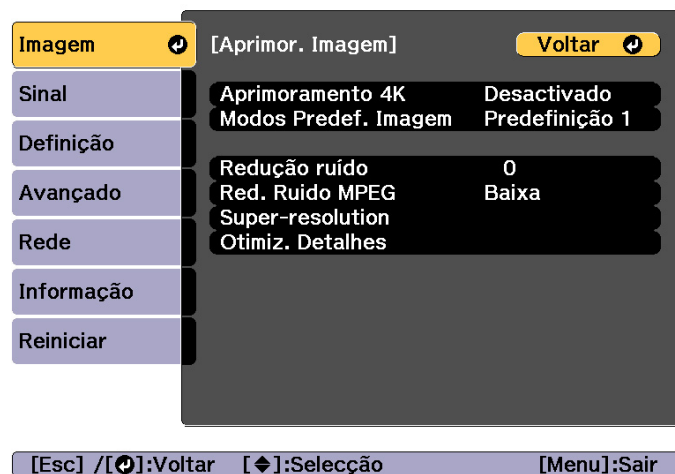 Imagem
Sinal
Definição
Avançado
Rede
Informação
Reiniciar
[Aprimor. Imagem] Voltar
Aprimoramento 4K Desactivado
Modos Predef. Imagem Predefinição 1
Redução ruído 0
Red. Ruido MPEG Baixa
Super-resolution
Otimiz. Detalhes
[Esc] /[ ]:Voltar [ ]:Selecção [Menu]:Sair